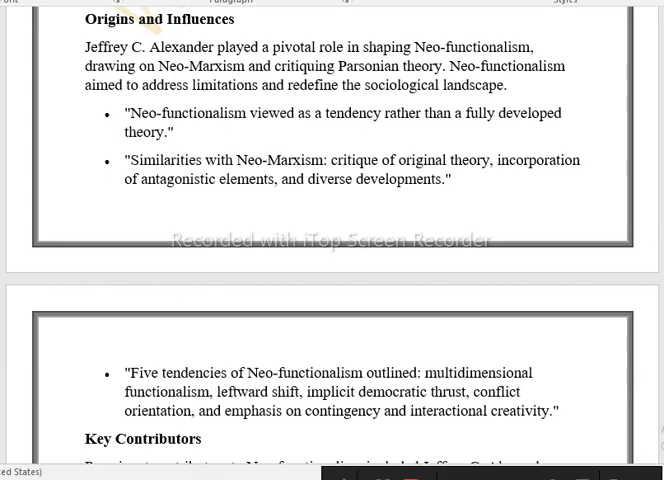 Paragraph
Styles
Origins and Influences
Jeffrey C. Alexander played a pivotal role in shaping Neo-functionalism,
drawing on Neo-Marxism and critiquing Parsonian theory. Neo-functionalism
aimed to address limitations and redefine the sociological landscape.
• "Neo-functionalism viewed as a tendency rather than a fully developed
theory."
• "Similarities with Neo-Marxism: critique of original theory, incorporation
of antagonistic elements, and diverse developments."
Recorded with iTop Screen Recorder
• "Five tendencies of Neo-functionalism outlined: multidimensional
functionalism, leftward shift, implicit democratic thrust, conflict
orientation, and emphasis on contingency and interactional creativity."
Key Contributors
ed States)